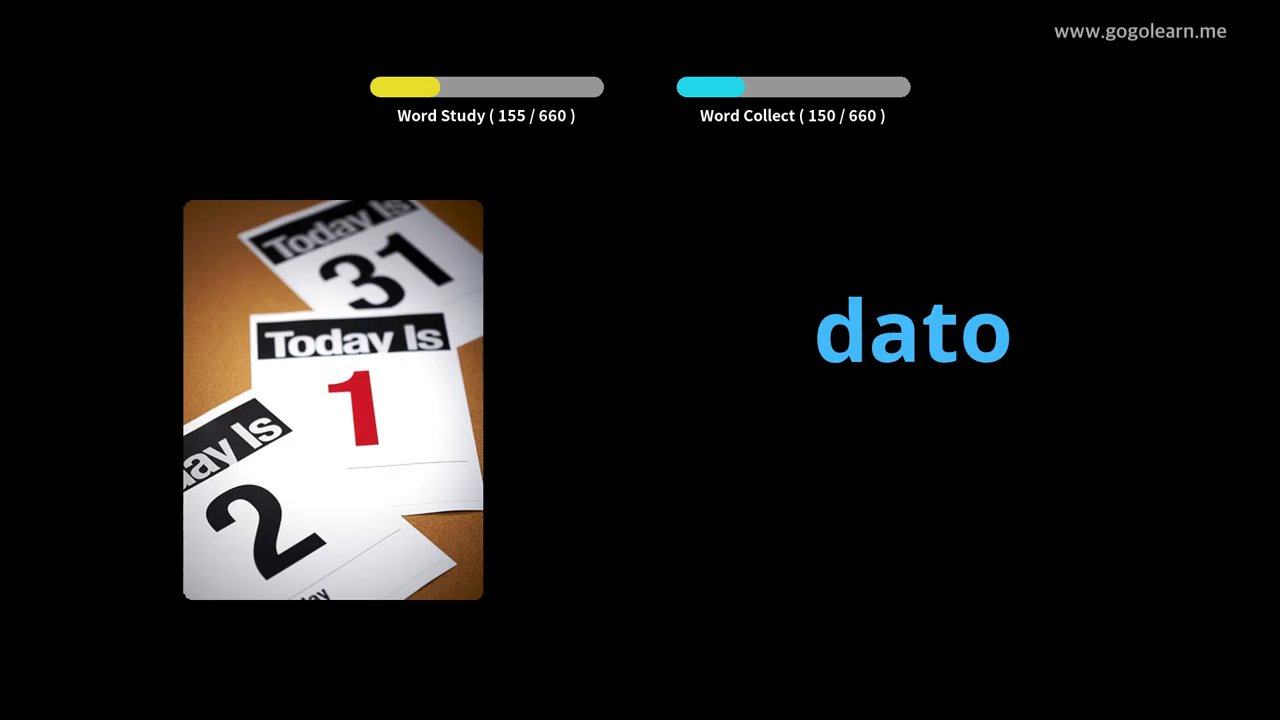 www.gogolearn.me
Word Study ( 155 / 660 )
Word Collect ( 150 / 660 )
Today Is
31
Today Is
1
ay Is
2
ay
dato